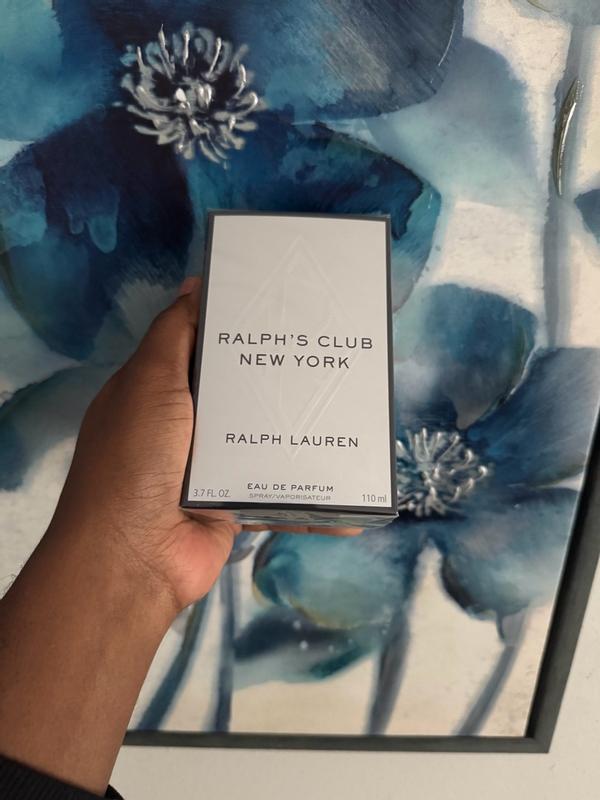 RALPH'S CLUB
NEW YORK
RALPH LAUREN
EAU DE PARFUM
3.7 FL. OZ. SPRAY/VAPORISATEUR 110 ml